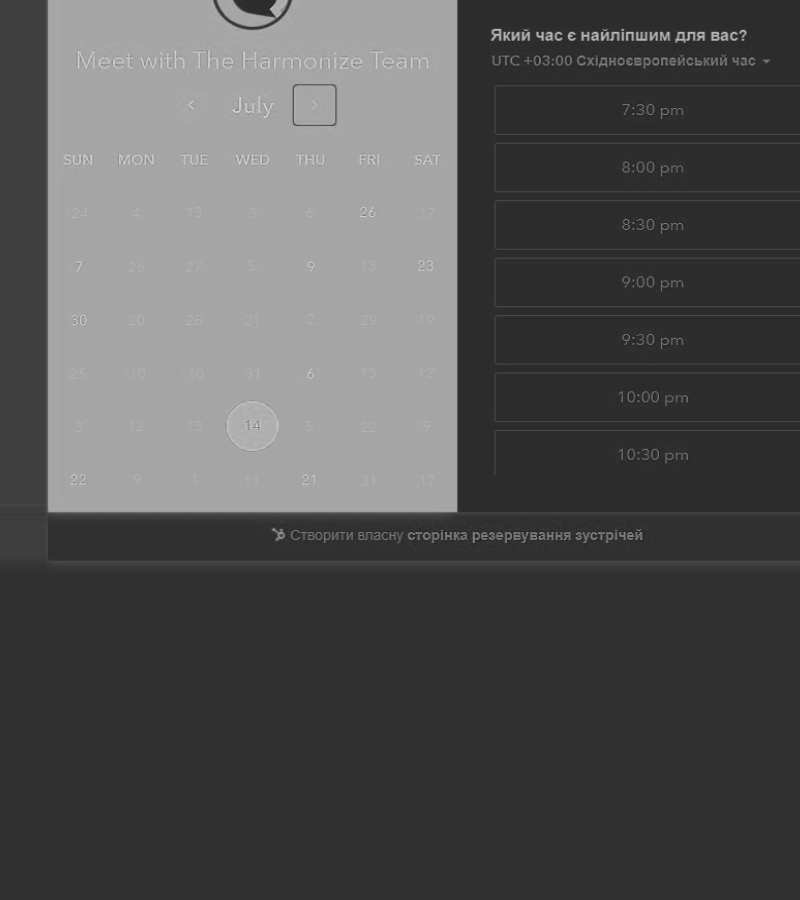 Meet with The Harmonize Team
July
SUN MON TUE WED THU FRI SAT
24 4 13 3 6 26 17
7 26 27 5 9 13 23
30 20 28 21 2 29 19
25 10 10 31 6 13 12
3 12 13 14 5 22 9
22 9 1 11 21 31 17
Який час є найліпшим для вас?
UTC +03:00 Східноєвропейський час
7:30 pm
8:00 pm
8:30 pm
9:00 pm
9:30 pm
10:00 pm
10:30 pm
Створити власну сторінка резервування зустрічей